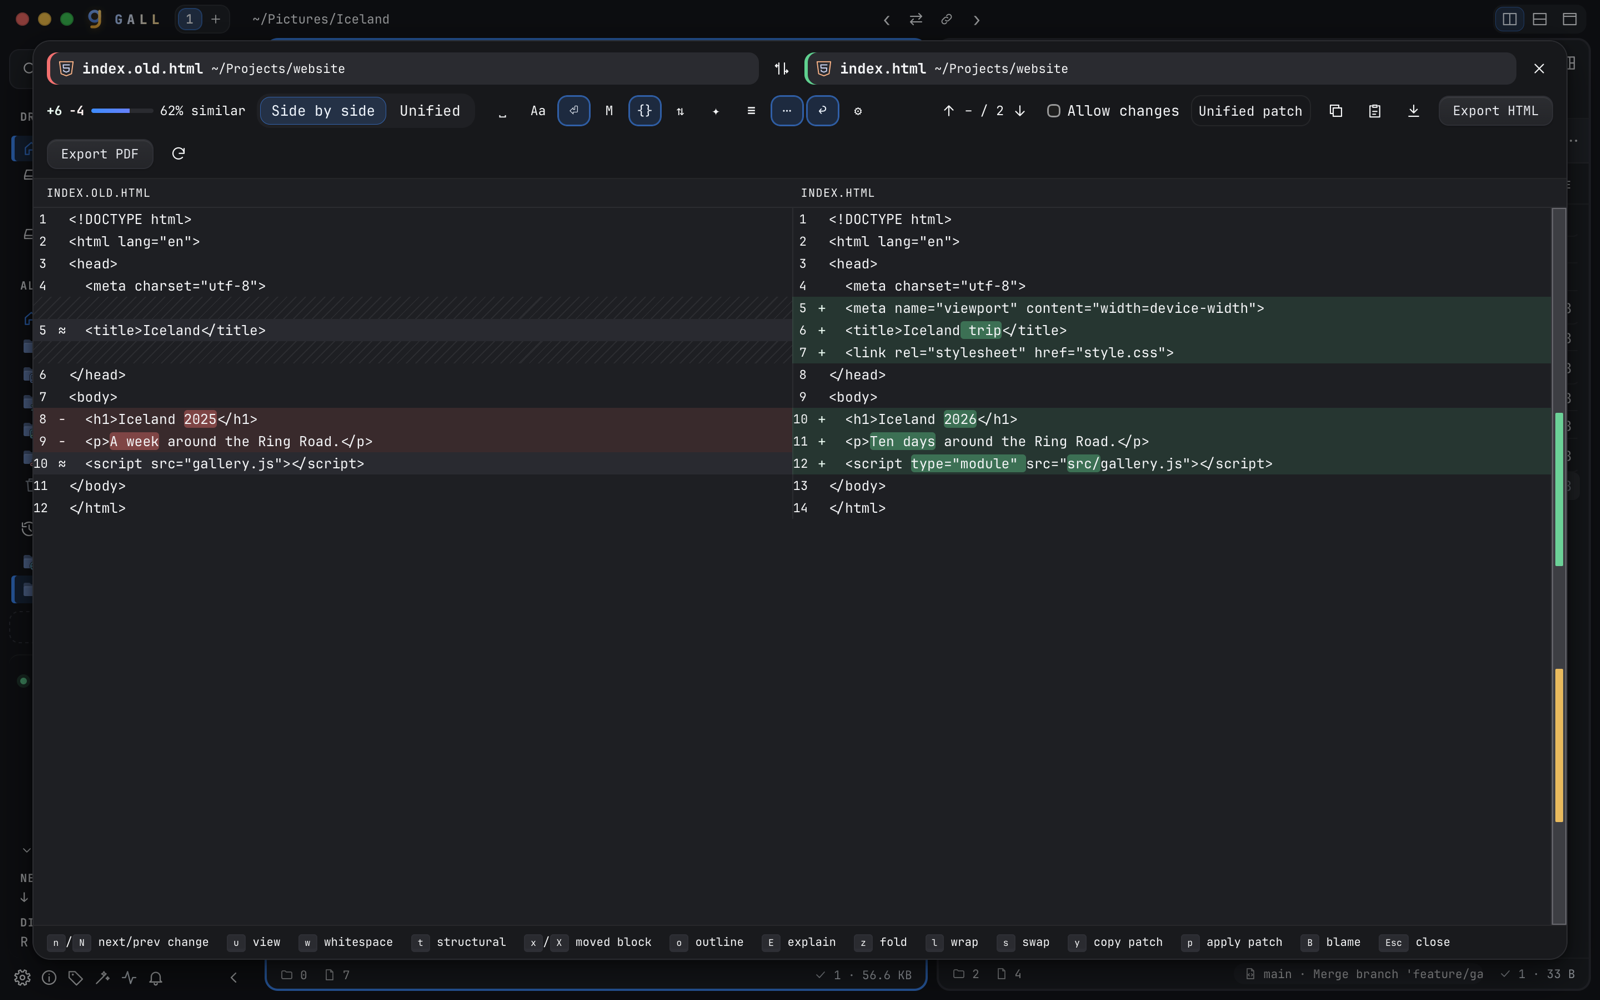 GALL 1 + ~/Pictures/Iceland
index.old.html ~/Projects/website
index.html ~/Projects/website
+6 -4 62% similar Side by side Unified Aa M {} - / 2 Allow changes Unified patch Export HTML
Export PDF
INDEX.OLD.HTML
1 <!DOCTYPE html>
2 <html lang="en">
3 <head>
4 <meta charset="utf-8">
5 ≈ <title>Iceland</title>
6 </head>
7 <body>
8 - <h1>Iceland 2025</h1>
9 - <p>A week around the Ring Road.</p>
10 ≈ <script src="gallery.js"></script>
11 </body>
12 </html>
INDEX.HTML
1 <!DOCTYPE html>
2 <html lang="en">
3 <head>
4 <meta charset="utf-8">
5 + <meta name="viewport" content="width=device-width">
6 + <title>Iceland trip</title>
7 + <link rel="stylesheet" href="style.css">
8 </head>
9 <body>
10 + <h1>Iceland 2026</h1>
11 + <p>Ten days around the Ring Road.</p>
12 + <script type="module" src="src/gallery.js"></script>
13 </body>
14 </html>
n/N next/prev change u view w whitespace t structural x/X moved block o outline E explain z fold l wrap s swap y copy patch p apply patch B blame Esc close
0 7 ✓ 1 · 56.6 KB
2 4 main · Merge branch 'feature/ga ✓ 1 · 33 B